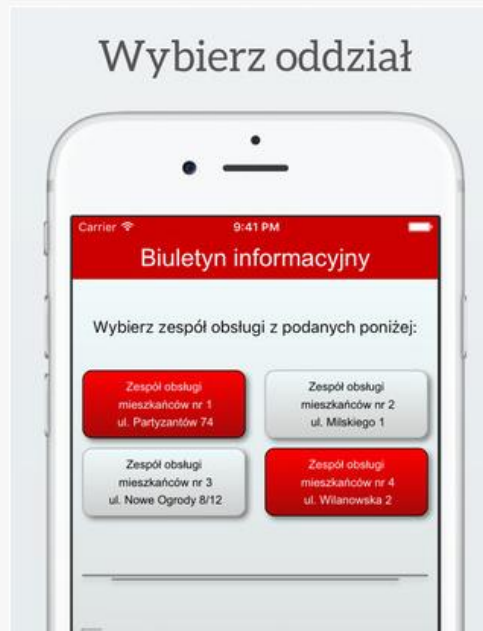 Wybierz oddział
Carrier 9:41 PM
Biuletyn informacyjny
Wybierz zespół obsługi z podanych poniżej:
Zespół obsługi
mieszkańców nr 1
ul. Partyzantów 74
Zespół obsługi
mieszkańców nr 2
ul. Milskiego 1
Zespół obsługi
mieszkańców nr 3
ul. Nowe Ogrody 8/12
Zespół obsługi
mieszkańców nr 4
ul. Wilanowska 2